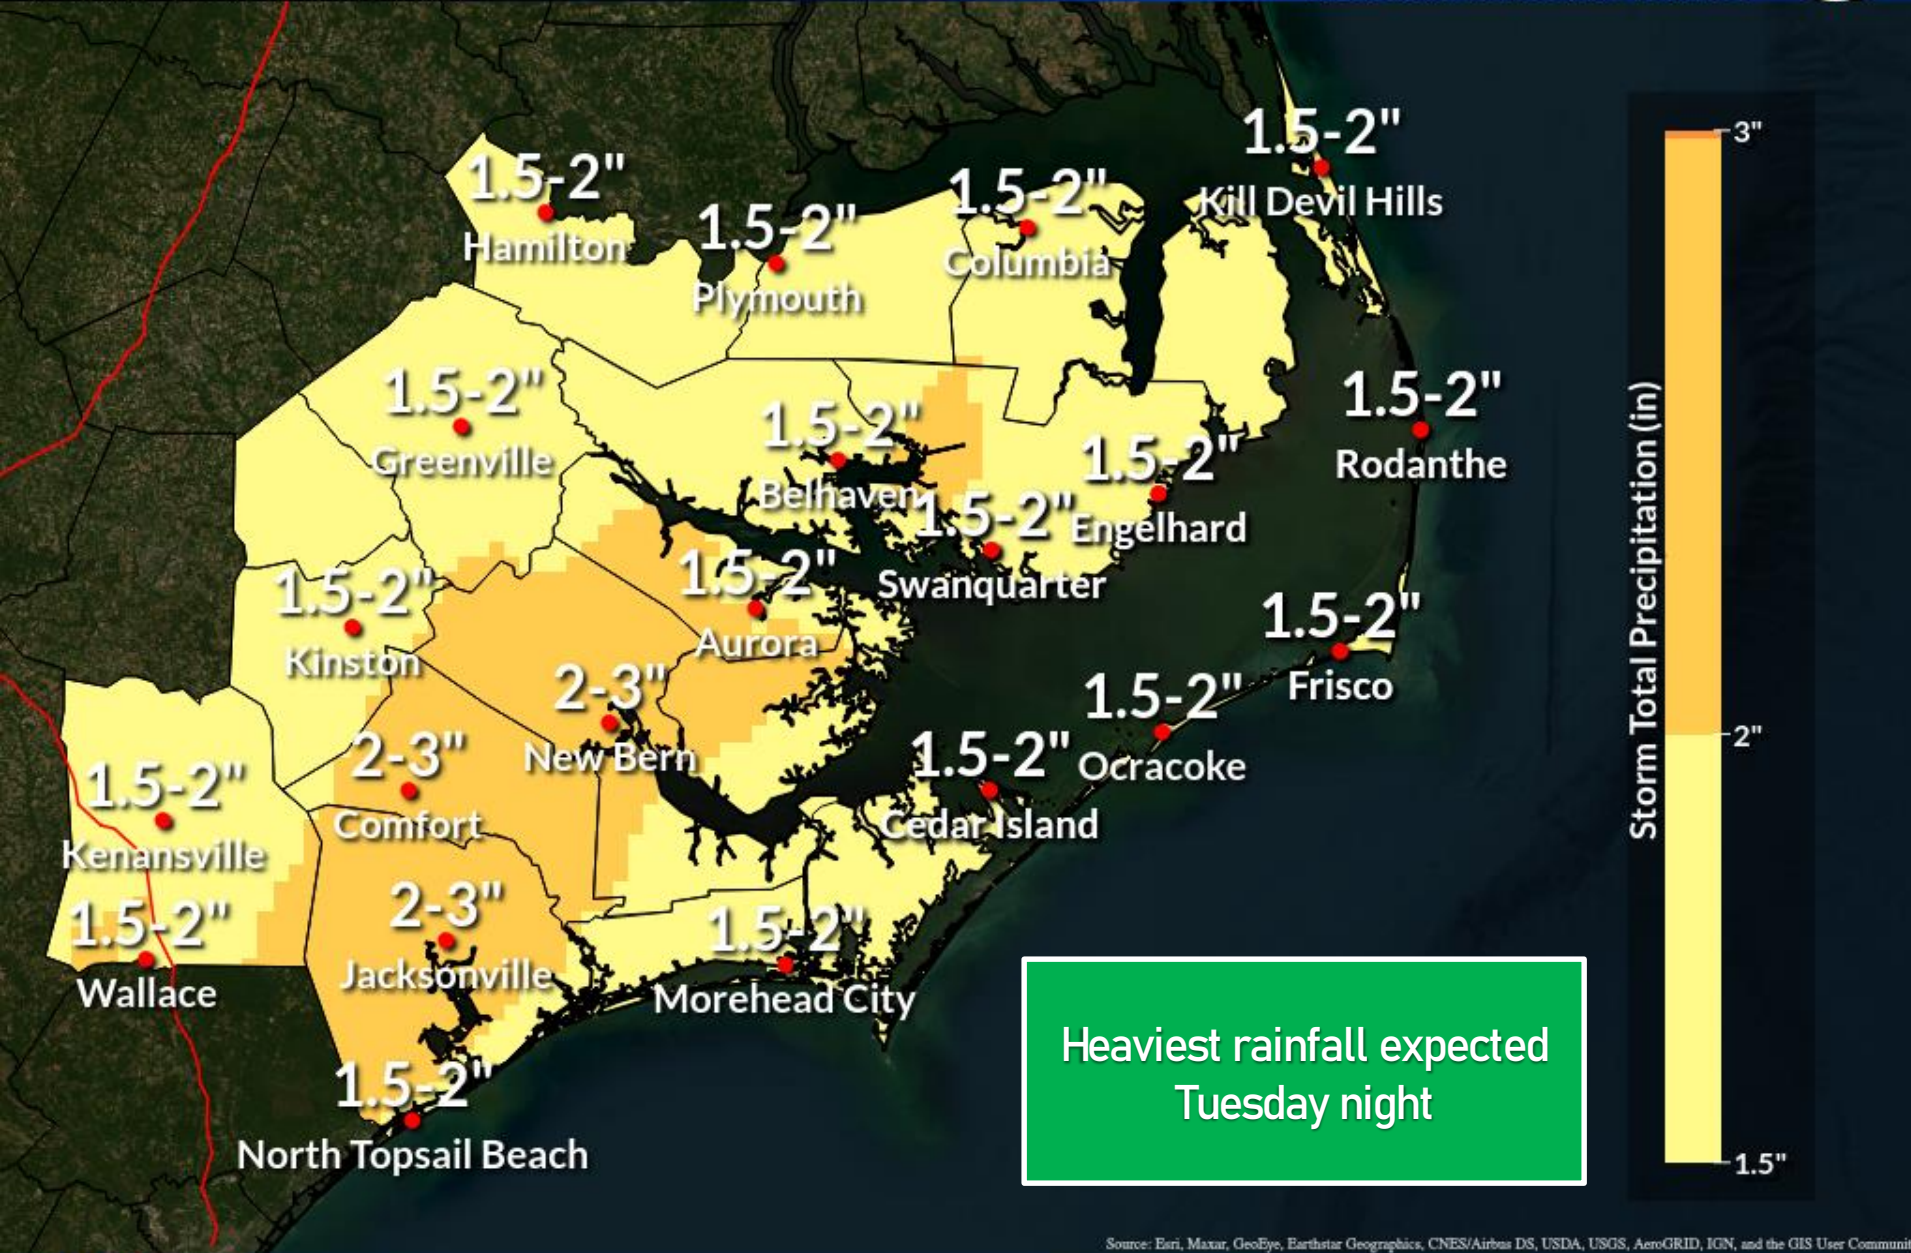 1.5-2"
Kill Devil Hills
1.5-2"
Hamilton
1.5-2"
Columbia
1.5-2"
Plymouth
1.5-2"
Greenville
1.5-2"
Rodanthe
1.5-2"
Belhaven
1.5-2"
Engelhard
1.5-2"
Swanquarter
1.5-2"
Aurora
1.5-2"
Kinston
1.5-2"
Frisco
2-3"
New Bern
1.5-2"
Ocracoke
2-3"
Comfort
1.5-2"
Cedar Island
1.5-2"
Kenansville
2-3"
Jacksonville
1.5-2"
Wallace
1.5-2"
Morehead City
1.5-2"
North Topsail Beach
Heaviest rainfall expected
Tuesday night
Storm Total Precipitation (in)
3"
2"
1.5"
Source: Esri, Maxar, GeoEye, Earthstar Geographics, CNES/Airbus DS, USDA, USGS, AeroGRID, IGN, and the GIS User Communi